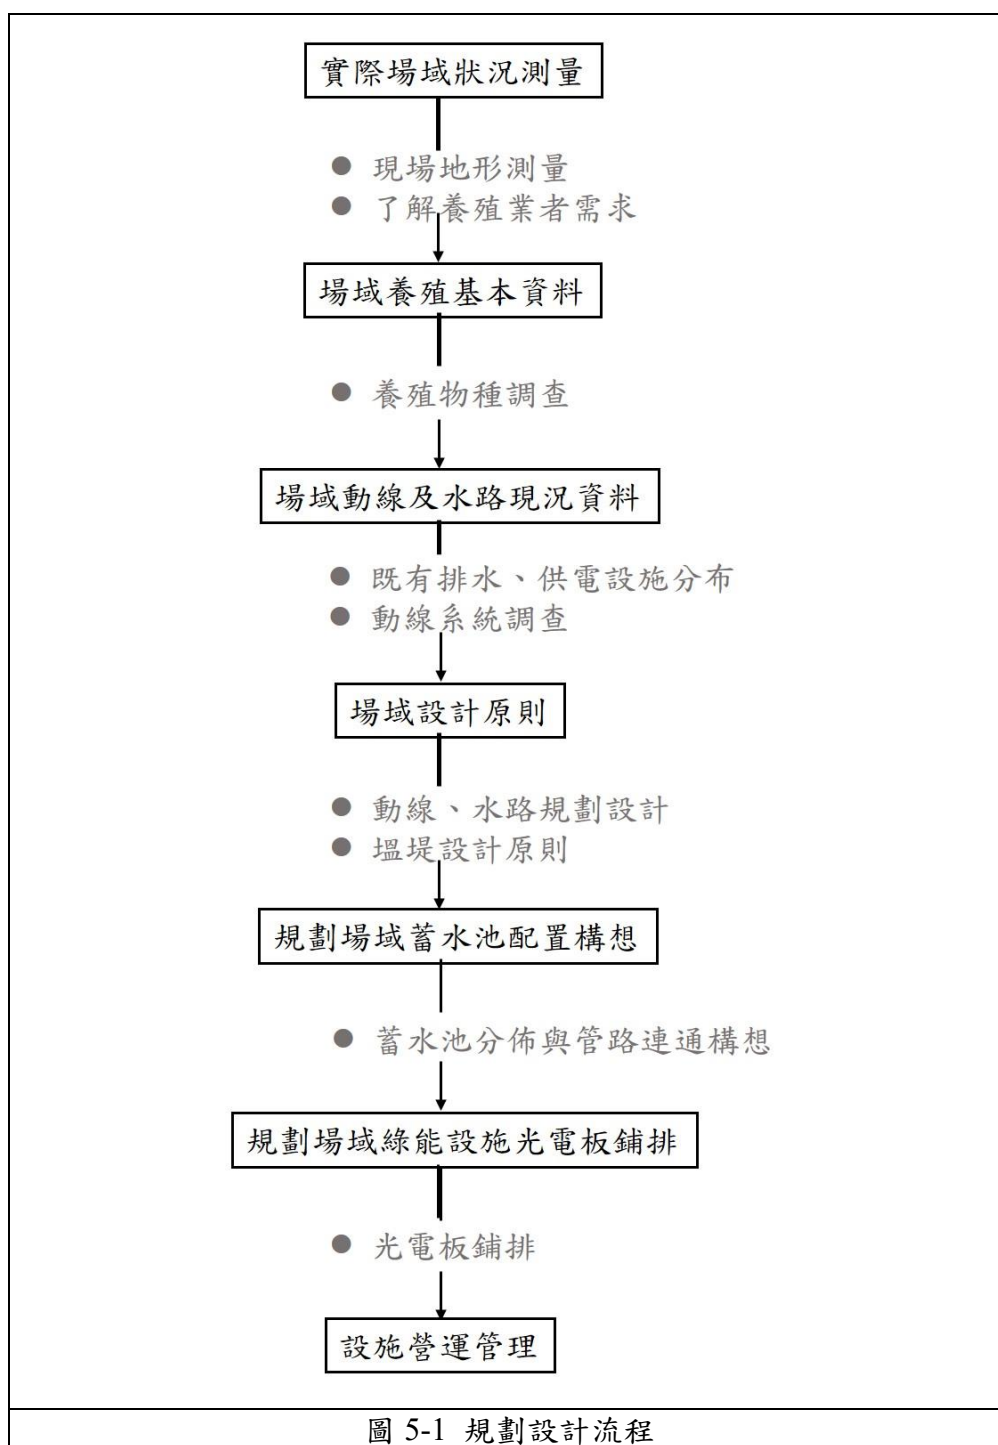 實際場域狀況測量
● 現場地形測量
● 了解養殖業者需求
場域養殖基本資料
● 養殖物種調查
場域動線及水路現況資料
● 既有排水、供電設施分布
● 動線系統調查
場域設計原則
● 動線、水路規劃設計
● 塭堤設計原則
規劃場域蓄水池配置構想
● 蓄水池分佈與管路連通構想
規劃場域綠能設施光電板鋪排
● 光電板鋪排
設施營運管理
圖 5-1 規劃設計流程